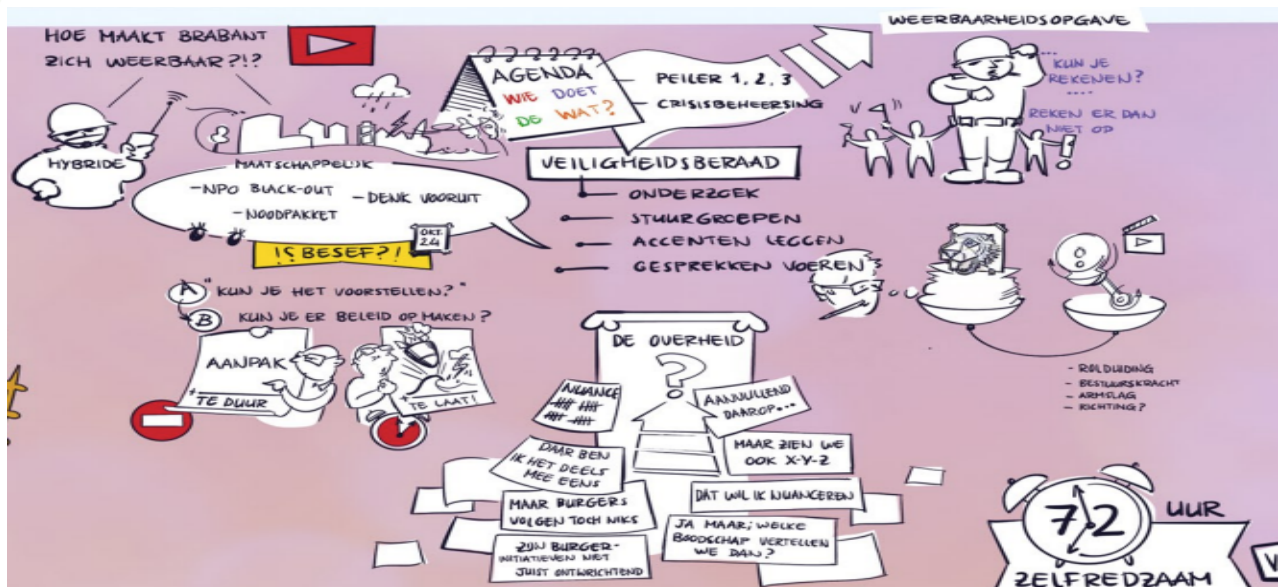 HOE MAAKT BRABANT
ZICH WEERBAAR?!?
HYBRIDE
MAATSCHAPPELIJK
-NPO BLACK-OUT
-DENK VOORUIT
-NOODPAKKET
OKT.
24
!? BESEF?!
A "KUN JE HET VOORSTELLEN?"
B KUN JE ER BELEID OP MAKEN?
AANPAK
+ TE DUUR
+ TE LAAT!
AGENDA
WIE DOET
DE WAT?
PEILER 1, 2, 3
CRISISBEHEERSING
VEILIGHEIDSBERAAD
ONDERZOEK
STUURGROEPEN
ACCENTEN LEGGEN
GESPREKKEN VOEREN
WEERBAARHEIDSOPGAVE
....
KUN JE
REKENEN?
....
REKEN ER DAN
NIET OP
- ROLDUIDING
- BESTUURSKRACHT
- ARMSLAG
- RICHTING?
DE OVERHEID
?
NUANCE
AANVULLEND
DAAROP...
DAAR BEN
IK HET DEELS
MEE EENS
MAAR ZIEN WE
OOK X-Y-Z
MAAR BURGERS
VOLGEN TOCH NIKS
DÁT WIL IK NUANCEREN
ZIJN BURGER-
INITIATIEVEN NIET
JUIST ONTWRICHTEND
JA MAAR; WELKE
BOODSCHAP VERTELLEN
WE DAN?
72 UUR
ZELFREDZAAM